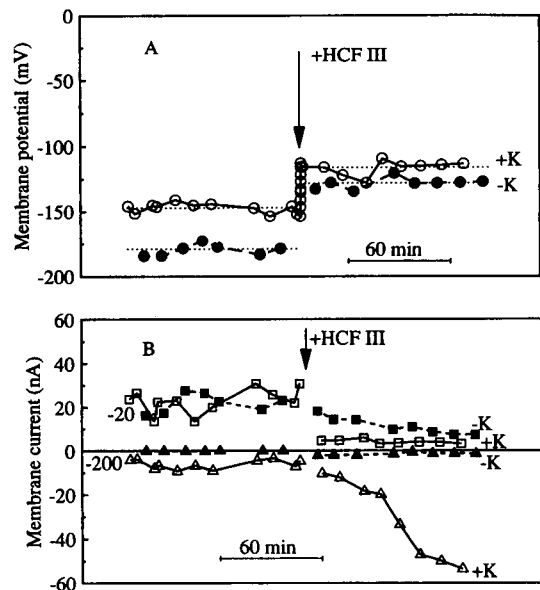 0
-50
-100
-150
-200
Membrane potential (mV)
A
+HCF III
+K
-K
60 min
60
40
20
0
-20
-40
-60
Membrane current (nA)
B
+HCF III
-20
-200
-K
+K
-K
60 min
+K